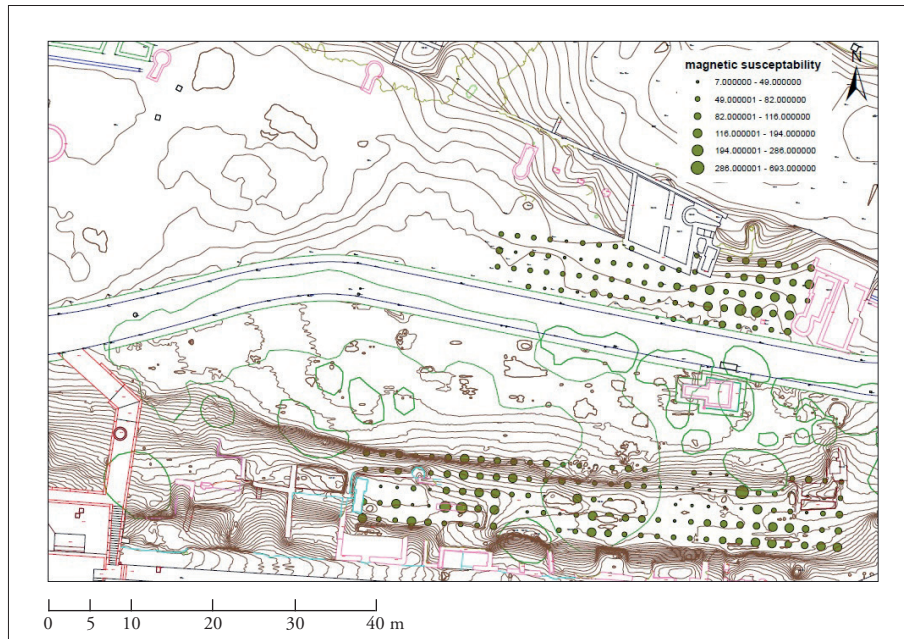 magnetic susceptability
7.000000 - 49.000000
49.000001 - 82.000000
82.000001 - 116.000000
116.000001 - 194.000000
194.000001 - 286.000000
286.000001 - 693.000000
N
0 5 10 20 30 40 m